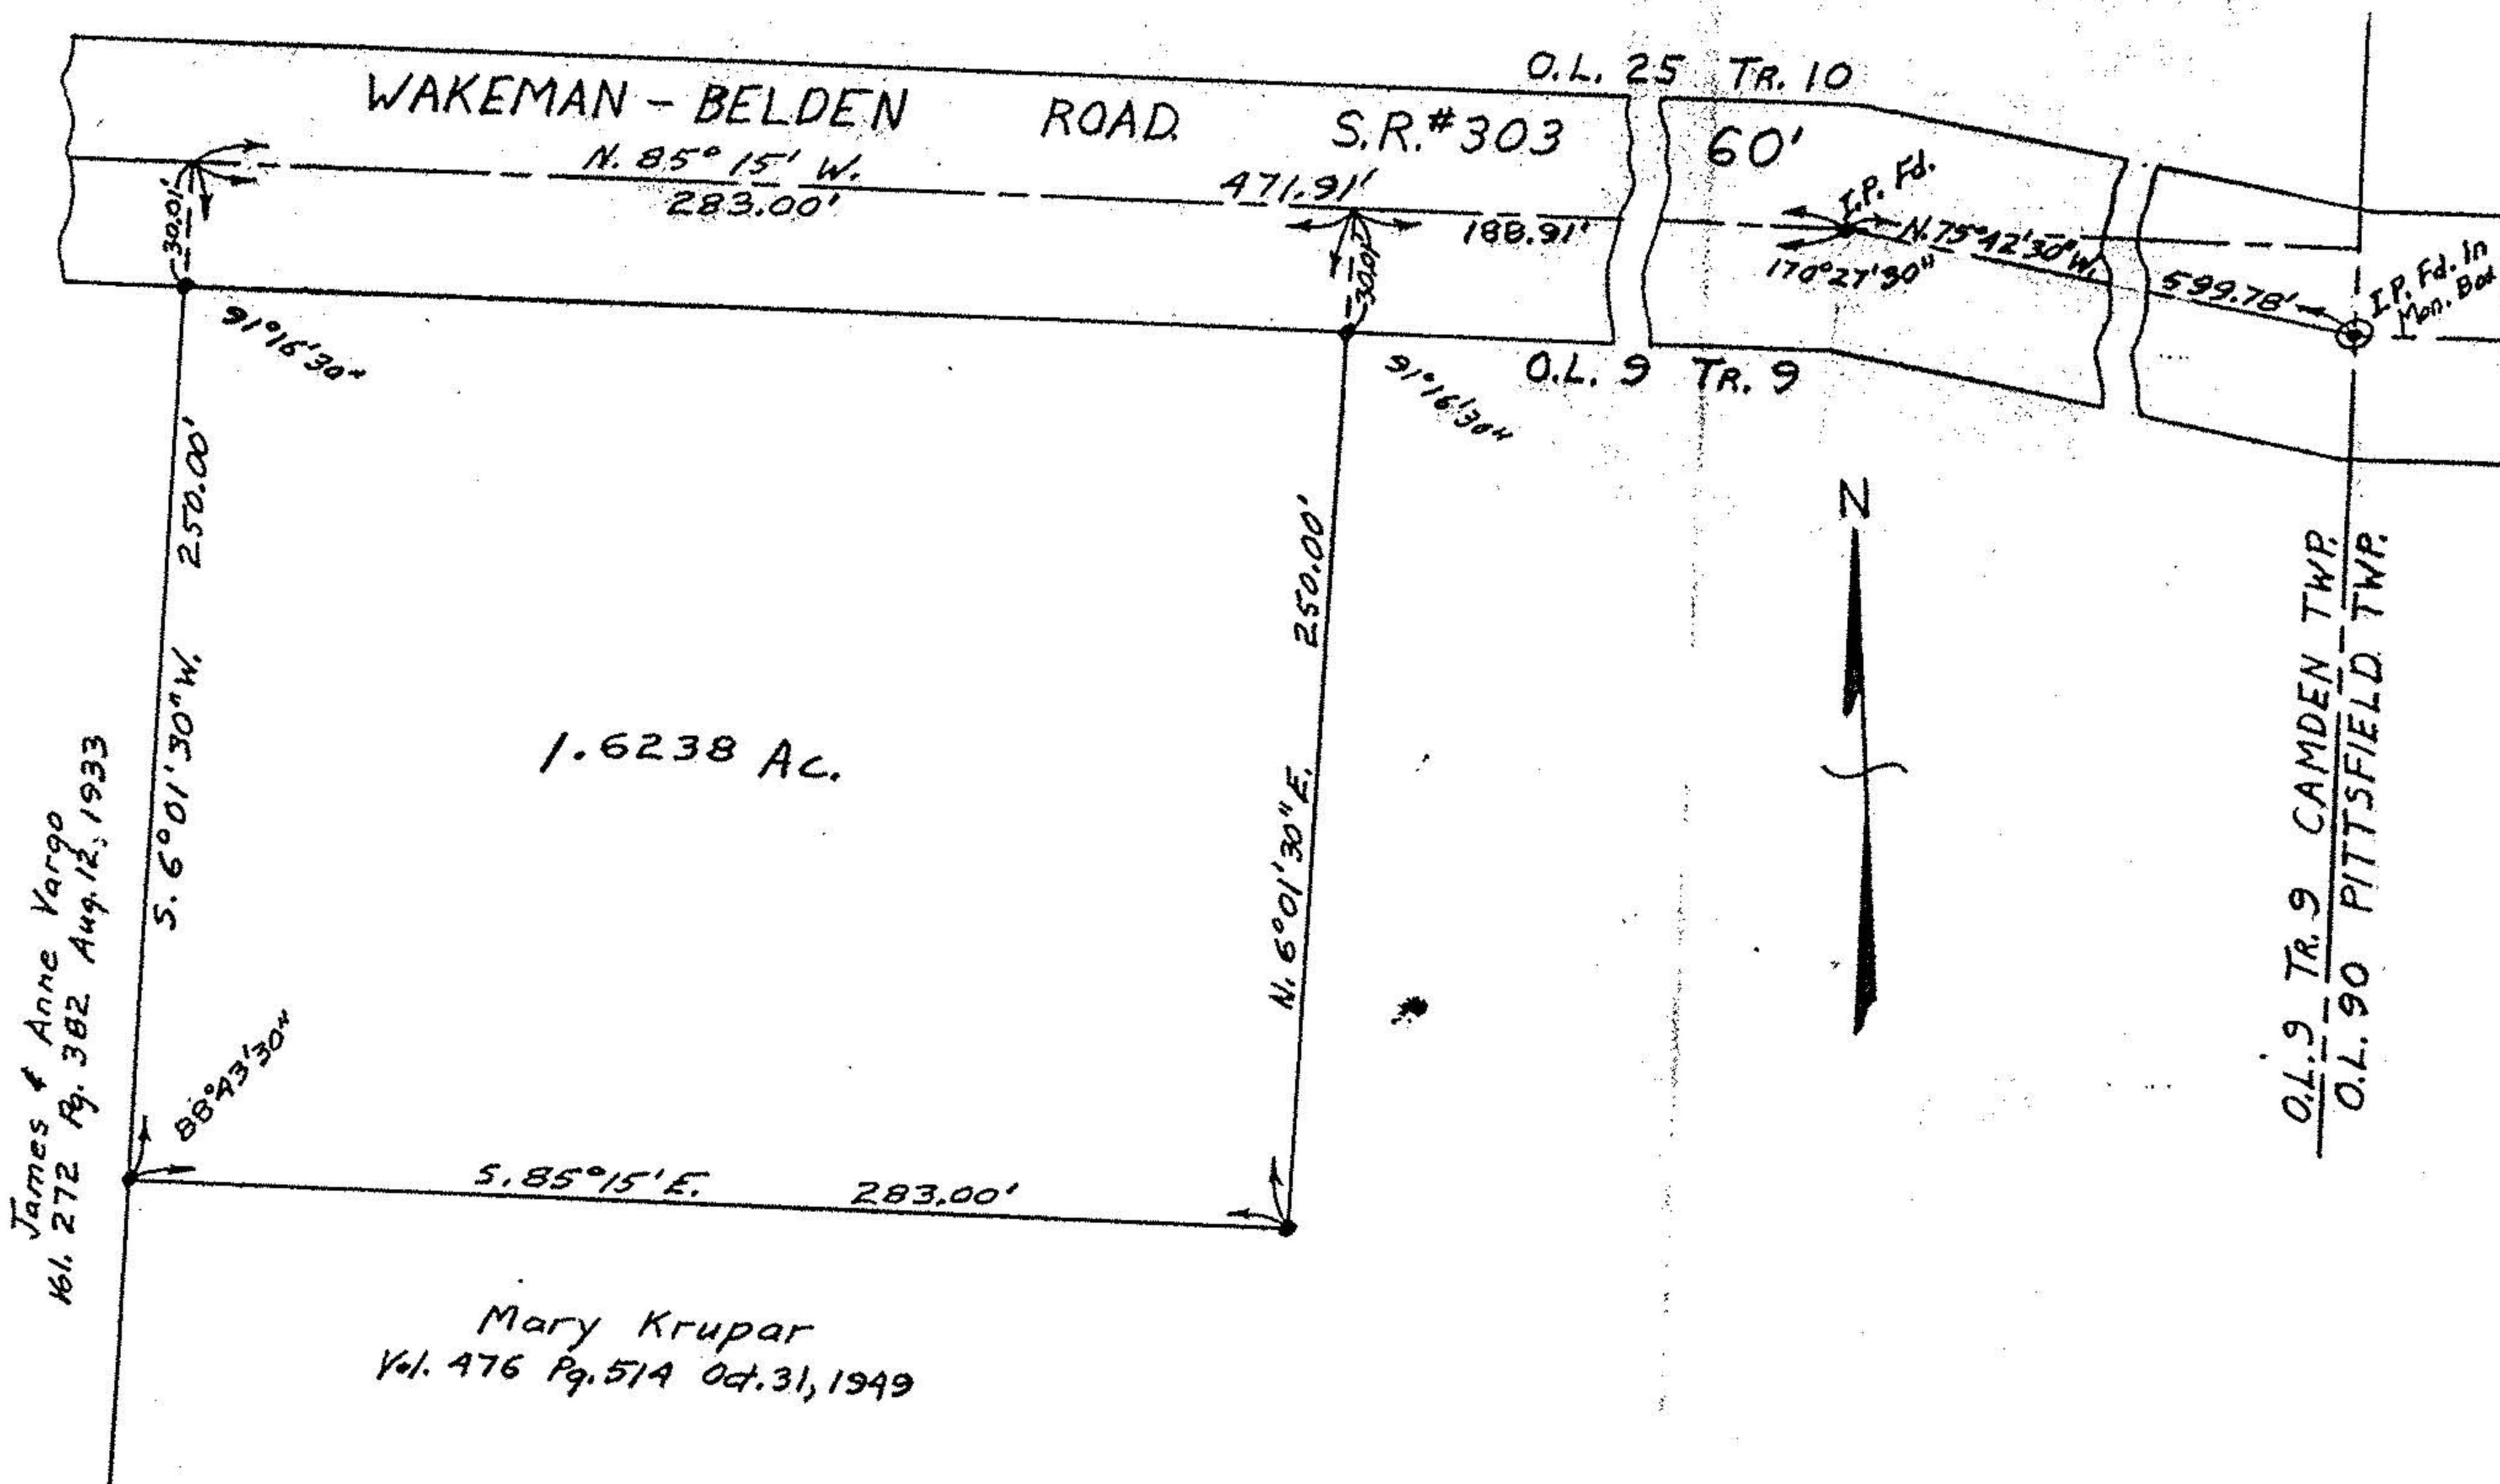 O.L. 25 TR. 10
WAKEMAN - BELDEN ROAD. S.R.#303 60'
N. 85° 15' W.
283.00'
471.91'
188.91'
I.P. Fd.
N. 75°42'30" W.
170°27'30"
599.78'
I.P. Fd. In
Mon. Box
30.01'
30.01'
91°16'30"
91°16'30"
O.L. 9 TR. 9
S. 6°01'30" W. 250.00'
N. 6°01'30" E. 250.00'
N
1.6238 Ac.
88°43'30"
S. 85°15' E. 283.00'
James & Anne Vargo
Vol. 272 Pg. 382 Aug. 12, 1933
Mary Krupar
Vol. 476 Pg. 514 Oct. 31, 1949
O.L. 9 TR. 9 CAMDEN TWP.
O.L. 90 PITTSFIELD TWP.